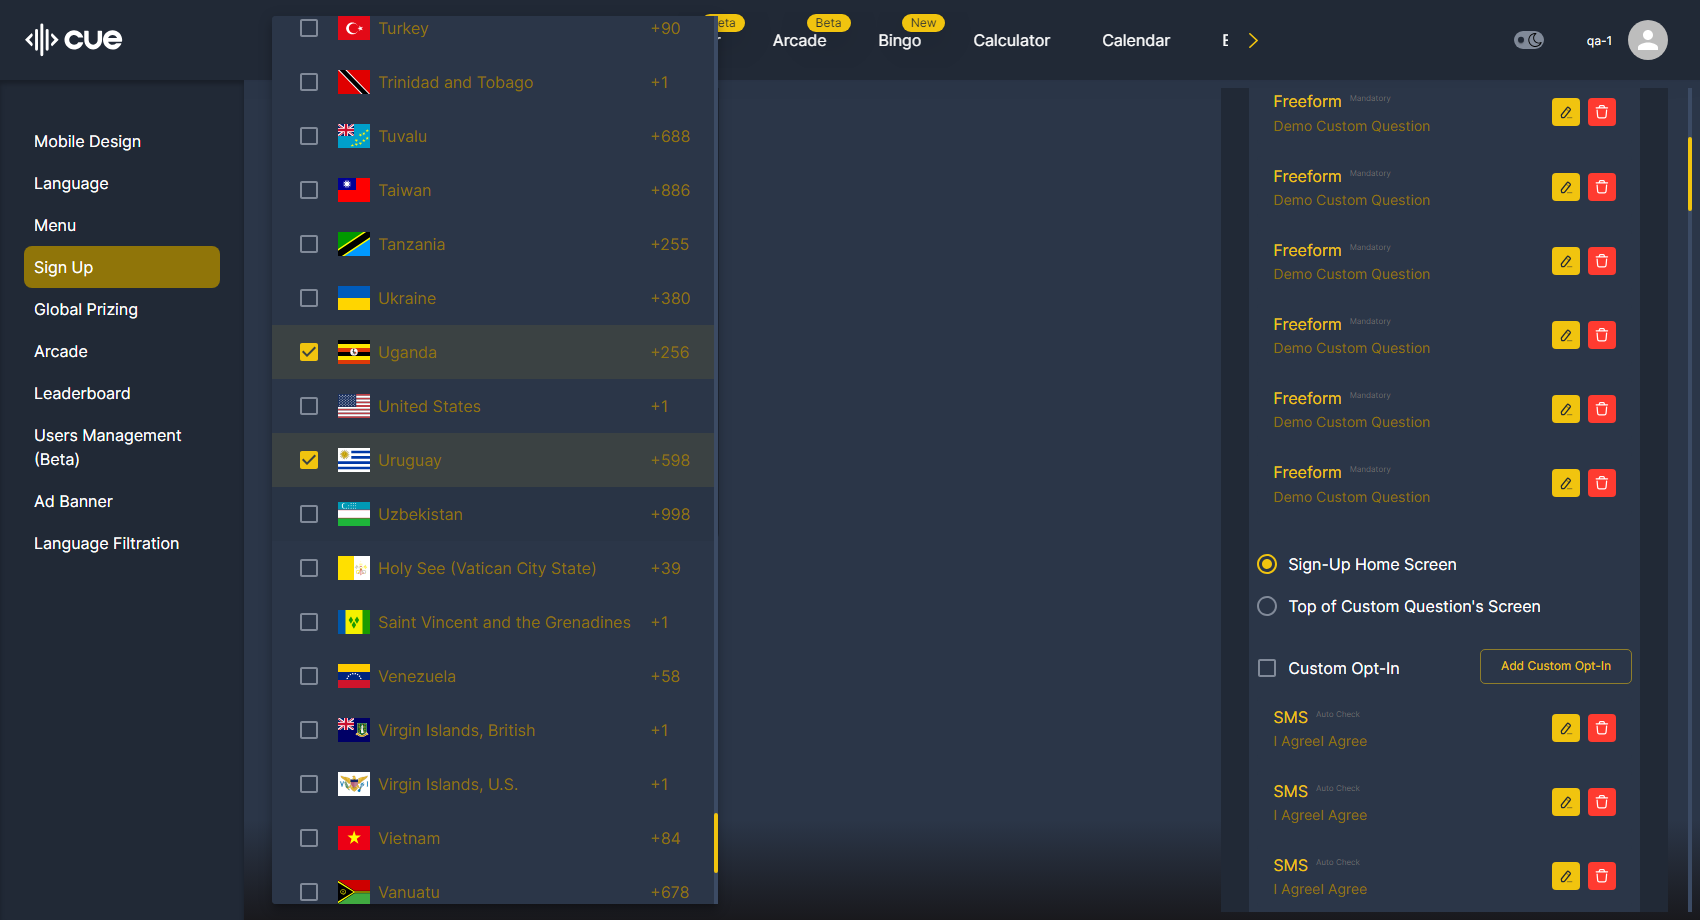 cue
Beta
Arcade
Beta
Bingo
New
Calculator
Calendar
qa-1
Mobile Design
Language
Menu
Sign Up
Global Prizing
Arcade
Leaderboard
Users Management
(Beta)
Ad Banner
Language Filtration
Turkey +90
Trinidad and Tobago +1
Tuvalu +688
Taiwan +886
Tanzania +255
Ukraine +380
Uganda +256
United States +1
Uruguay +598
Uzbekistan +998
Holy See (Vatican City State) +39
Saint Vincent and the Grenadines +1
Venezuela +58
Virgin Islands, British +1
Virgin Islands, U.S. +1
Vietnam +84
Vanuatu +678
Freeform Mandatory
Demo Custom Question
Freeform Mandatory
Demo Custom Question
Freeform Mandatory
Demo Custom Question
Freeform Mandatory
Demo Custom Question
Freeform Mandatory
Demo Custom Question
Freeform Mandatory
Demo Custom Question
Sign-Up Home Screen
Top of Custom Question's Screen
Custom Opt-In
Add Custom Opt-In
SMS Auto Check
I AgreeI Agree
SMS Auto Check
I AgreeI Agree
SMS Auto Check
I AgreeI Agree